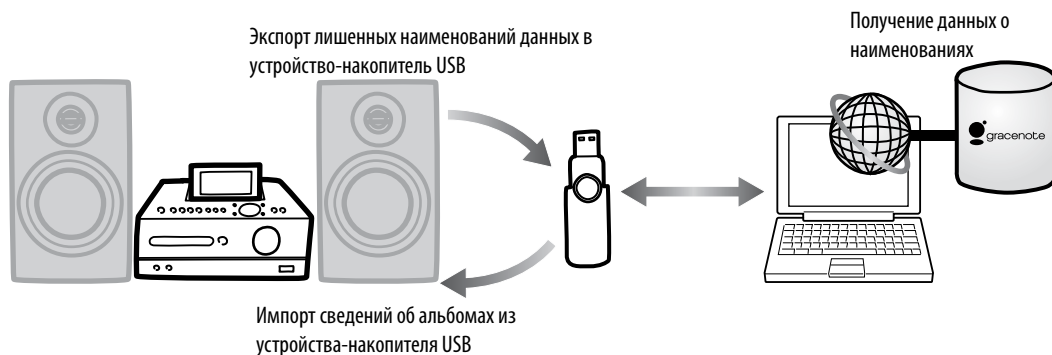 Экспорт лишенных наименований данных в
устройство-накопитель USB
Получение данных о
наименованиях
gracenote
Импорт сведений об альбомах из
устройства-накопителя USB